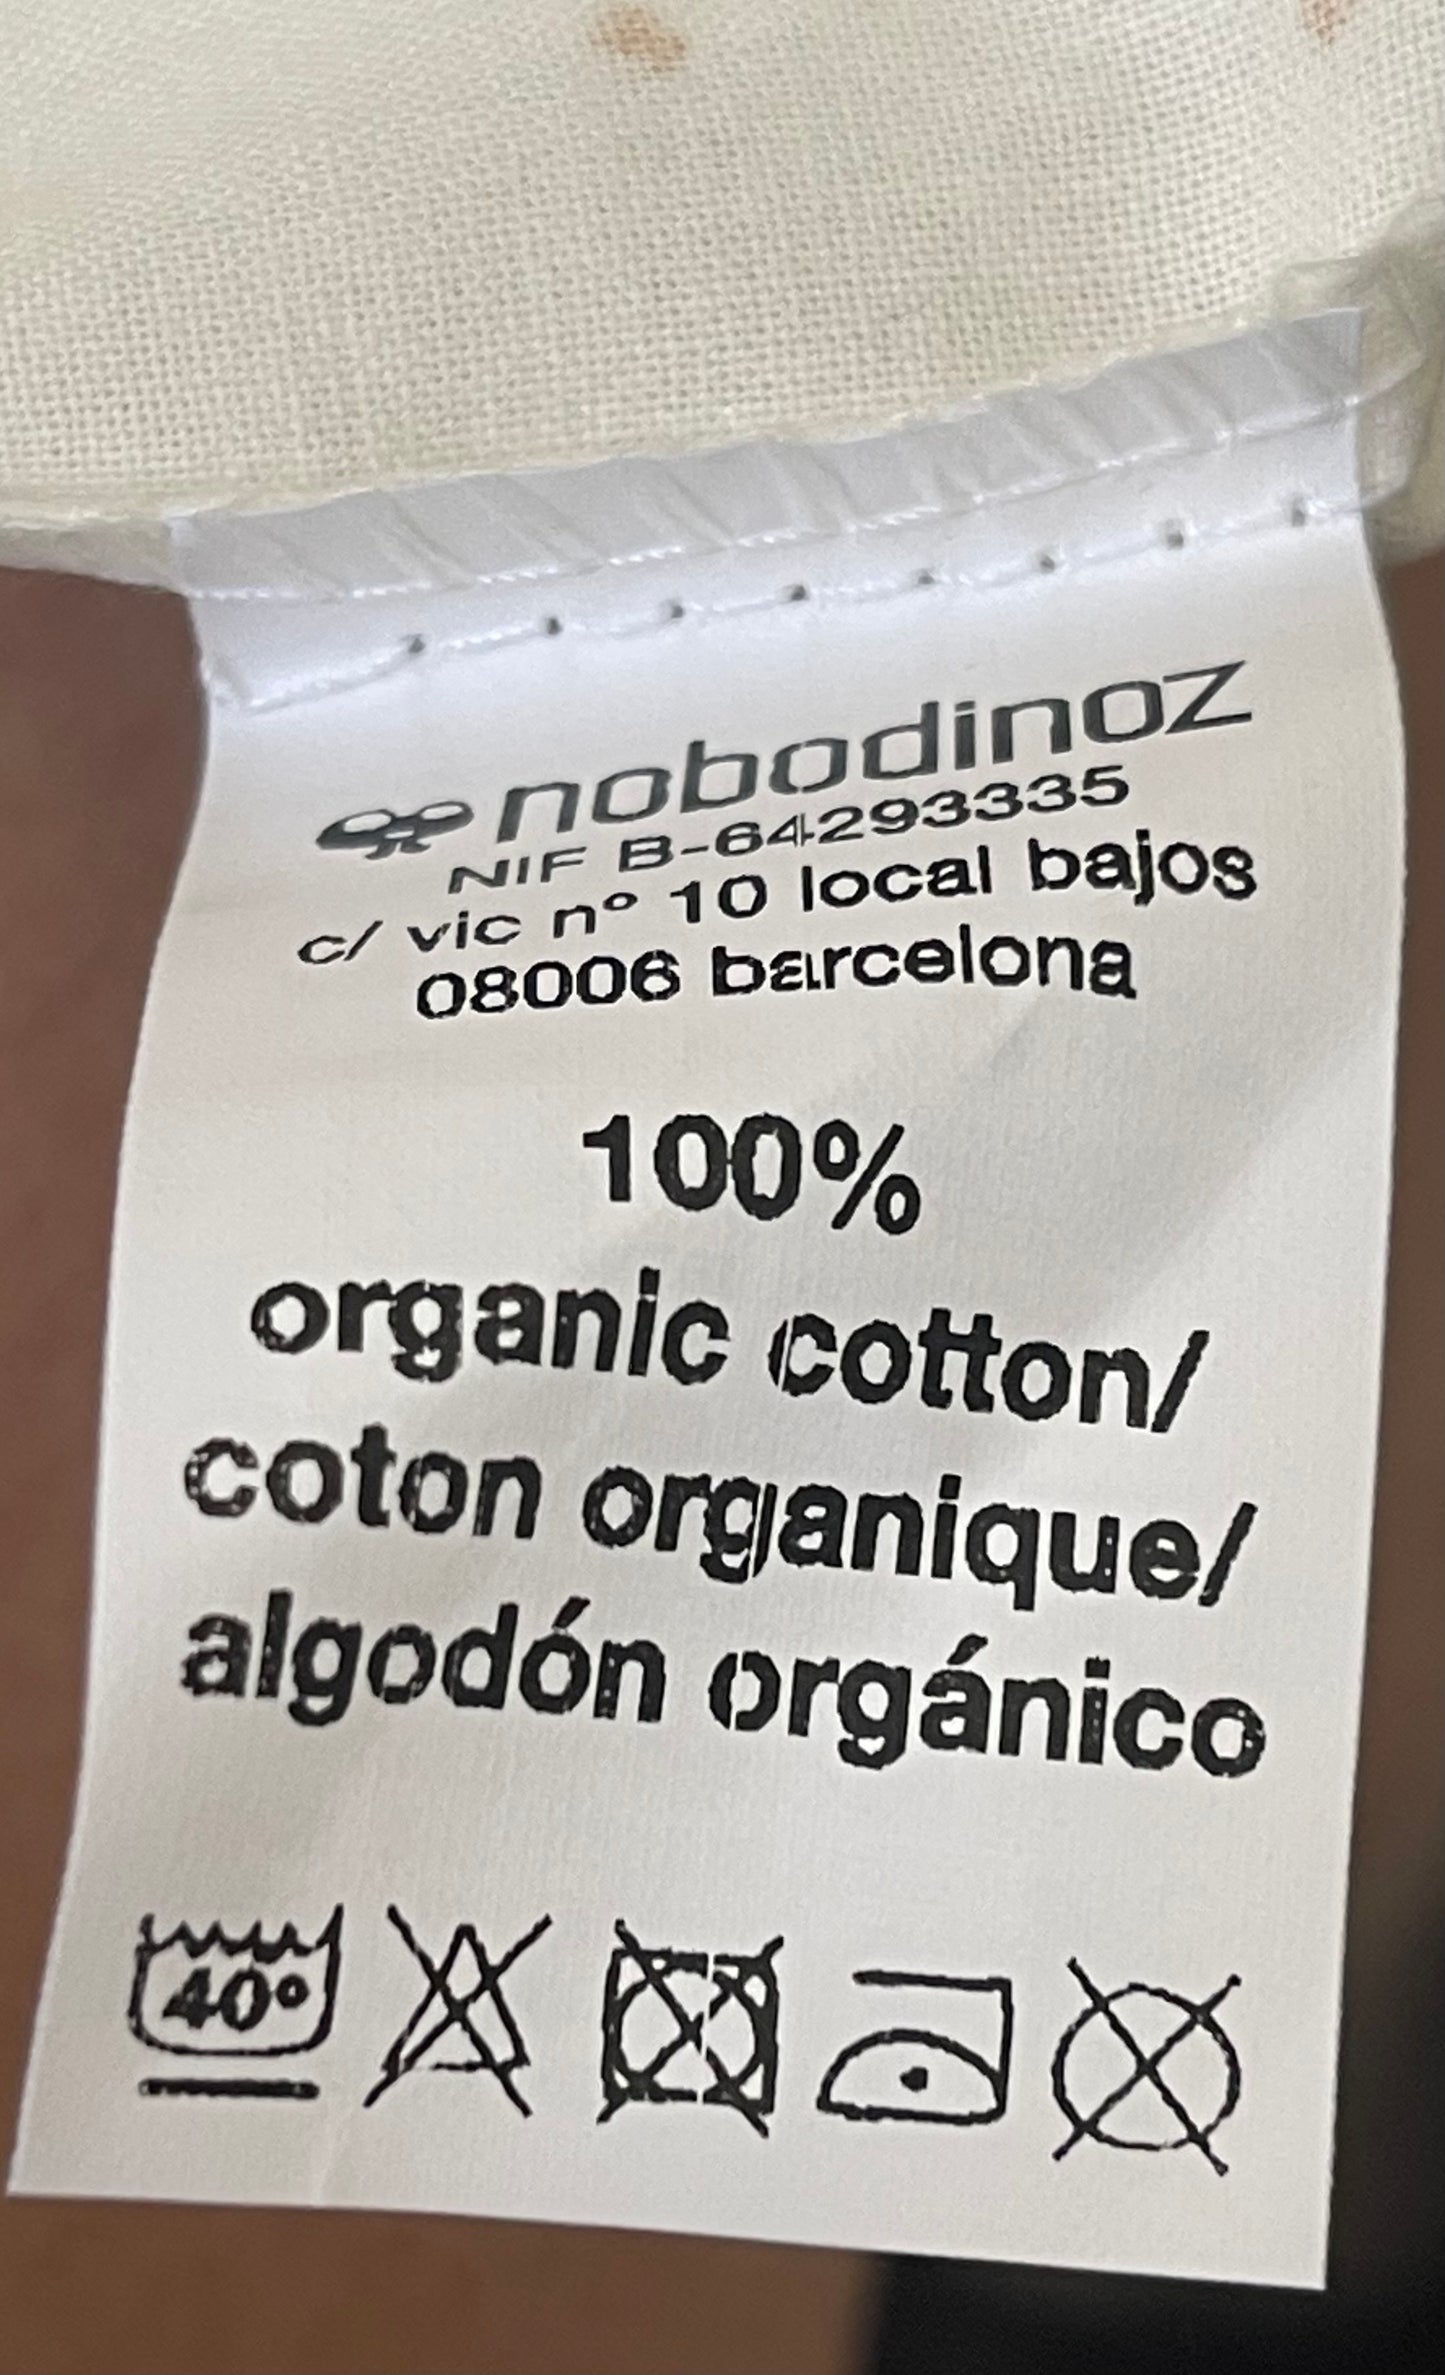 nobodinoz
NIF B-64293335
c/ vic nº 10 local bajos
08006 barcelona
100%
organic cotton/
coton organique/
algodón orgánico
40°